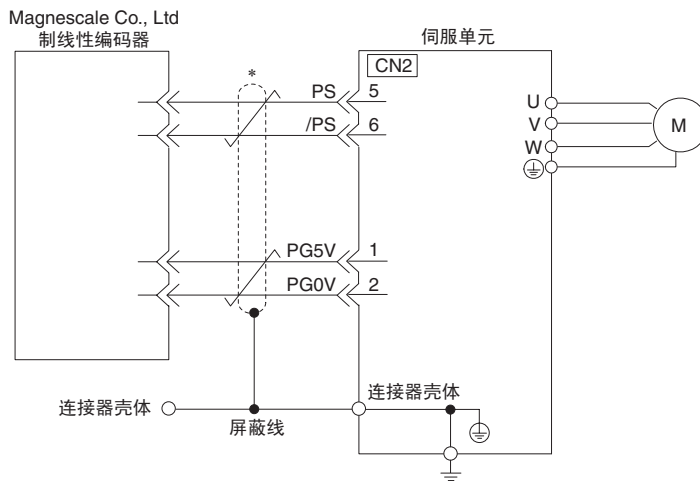 Magnescale Co., Ltd
制线性编码器
伺服单元
CN2
*
PS
5
/PS
6
U
V
W
M
PG5V
1
PG0V
2
连接器壳体
连接器壳体
屏蔽线